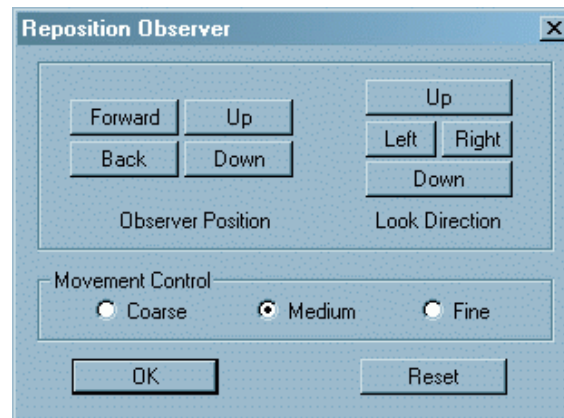 Reposition Observer
Forward Up
Back Down
Observer Position
Up
Left Right
Down
Look Direction
Movement Control
Coarse Medium Fine
OK Reset